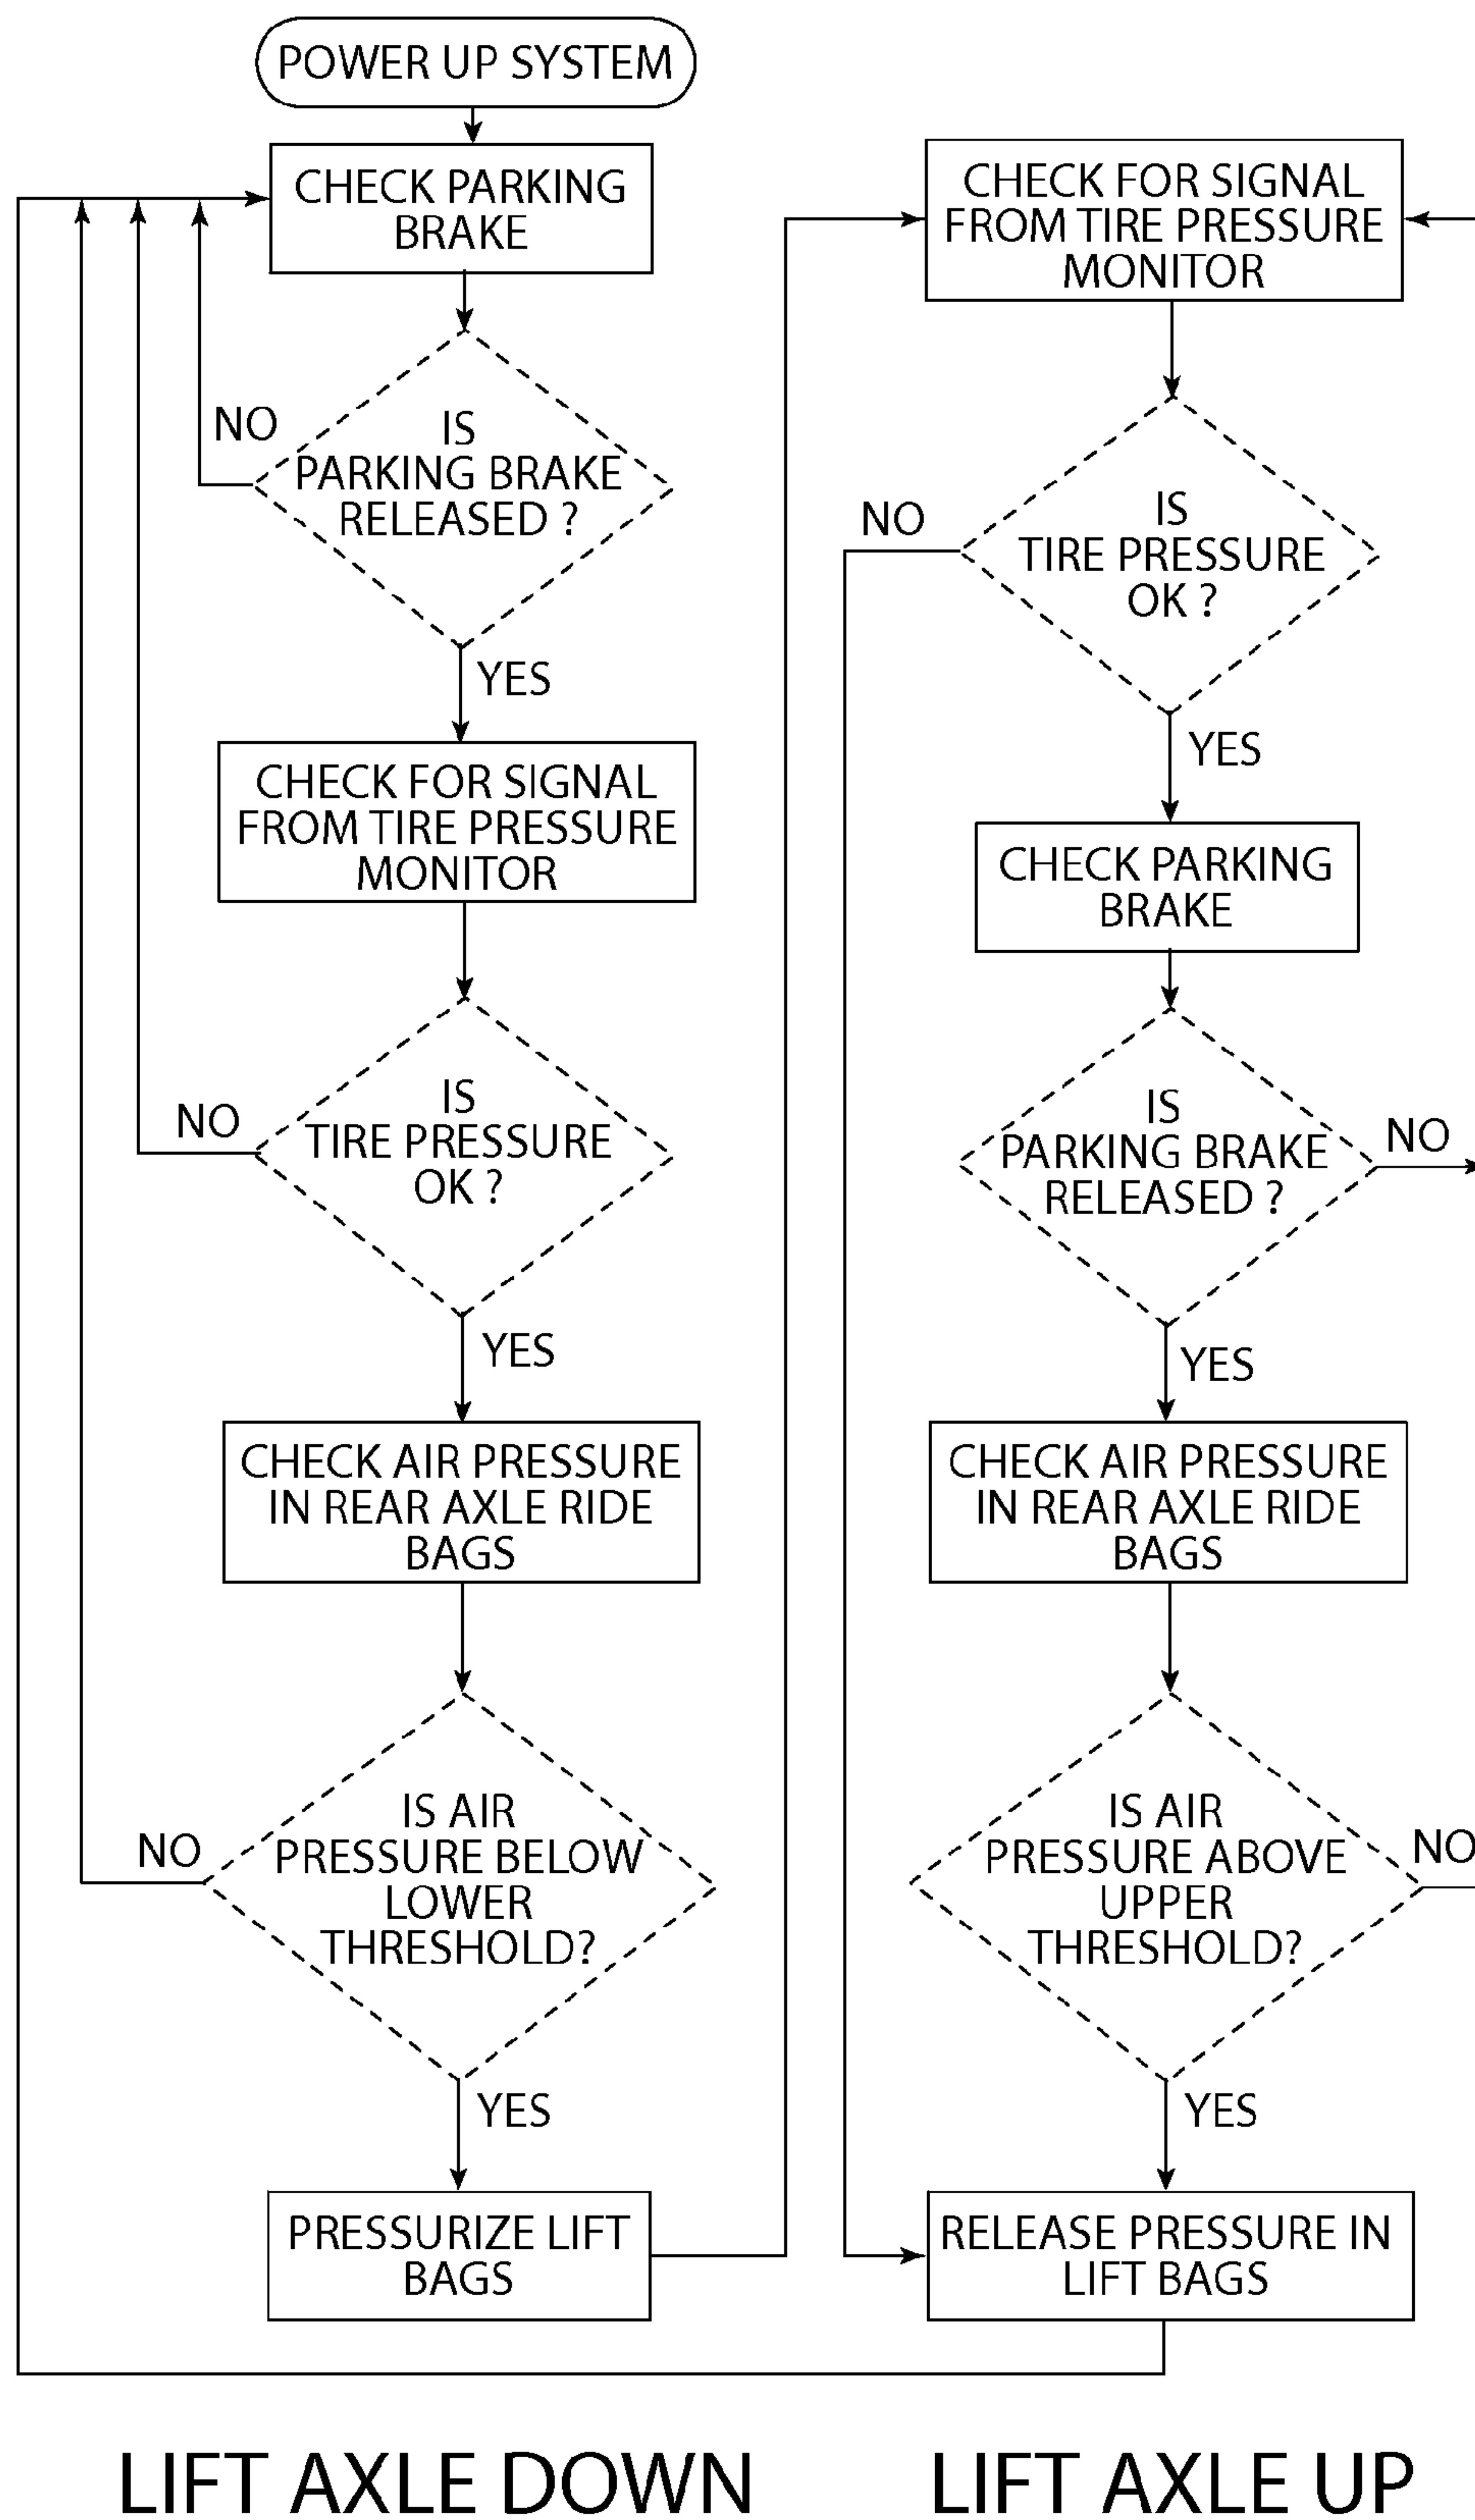 POWER UP SYSTEM
CHECK PARKING
BRAKE
NO
IS
PARKING BRAKE
RELEASED ?
YES
CHECK FOR SIGNAL
FROM TIRE PRESSURE
MONITOR
NO
IS
TIRE PRESSURE
OK ?
YES
CHECK AIR PRESSURE
IN REAR AXLE RIDE
BAGS
NO
IS AIR
PRESSURE BELOW
LOWER
THRESHOLD?
YES
PRESSURIZE LIFT
BAGS
LIFT AXLE DOWN
CHECK FOR SIGNAL
FROM TIRE PRESSURE
MONITOR
NO
IS
TIRE PRESSURE
OK ?
YES
CHECK PARKING
BRAKE
IS
PARKING BRAKE
RELEASED ?
NO
YES
CHECK AIR PRESSURE
IN REAR AXLE RIDE
BAGS
IS AIR
PRESSURE ABOVE
UPPER
THRESHOLD?
NO
YES
RELEASE PRESSURE IN
LIFT BAGS
LIFT AXLE UP